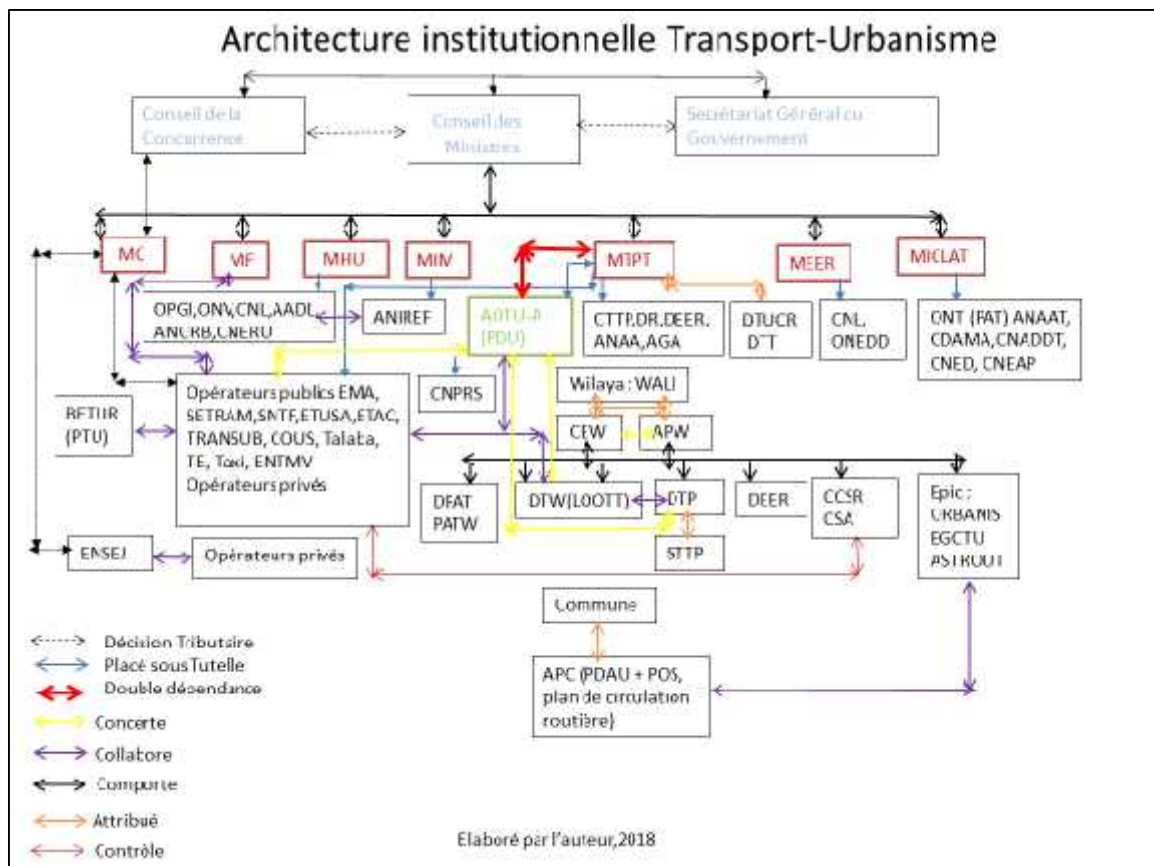 Architecture institutionnelle Transport-Urbanisme
Conseil de la
Concurrence
Conseil des
Ministres
Secrétariat Général du
Gouvernement
MC
MF
MHU
MIM
MTPT
MEER
MICLAT
OPGI,ONV,CNL,AADL
ANURB,CNERU
ANIREF
AOTU-A
(PDU)
CTTP,DR,DEER,
ANAA,AGA
DTUCR
DTT
CNL,
ONEDD
ONT (FAT) ANAAT,
CDAMA,CNADDT,
CNED, CNEAP
BETUR
(PTU)
Opérateurs publics EMA,
SETRAM,SNTF,ETUSA,ETAC,
TRANSUB, COUS, Taləba,
TE, Taxi, ENTMV
Opérateurs privés
CNPRS
Wilaya : WALI
CEW
APW
DFAT
PATW
DTW(LOOTT)
DTP
DEER
CCSR
CSA
Epic :
URBANIS
EGCTU
ASTROUT
STTP
ENSEJ
Opérateurs privés
Commune
APC (PDAU + POS,
plan de circulation
routière)
Décision Tributaire
Placé sous Tutelle
Double dépendance
Concerte
Collabore
Comporte
Attribué
Contrôle
Elaboré par l'auteur,2018